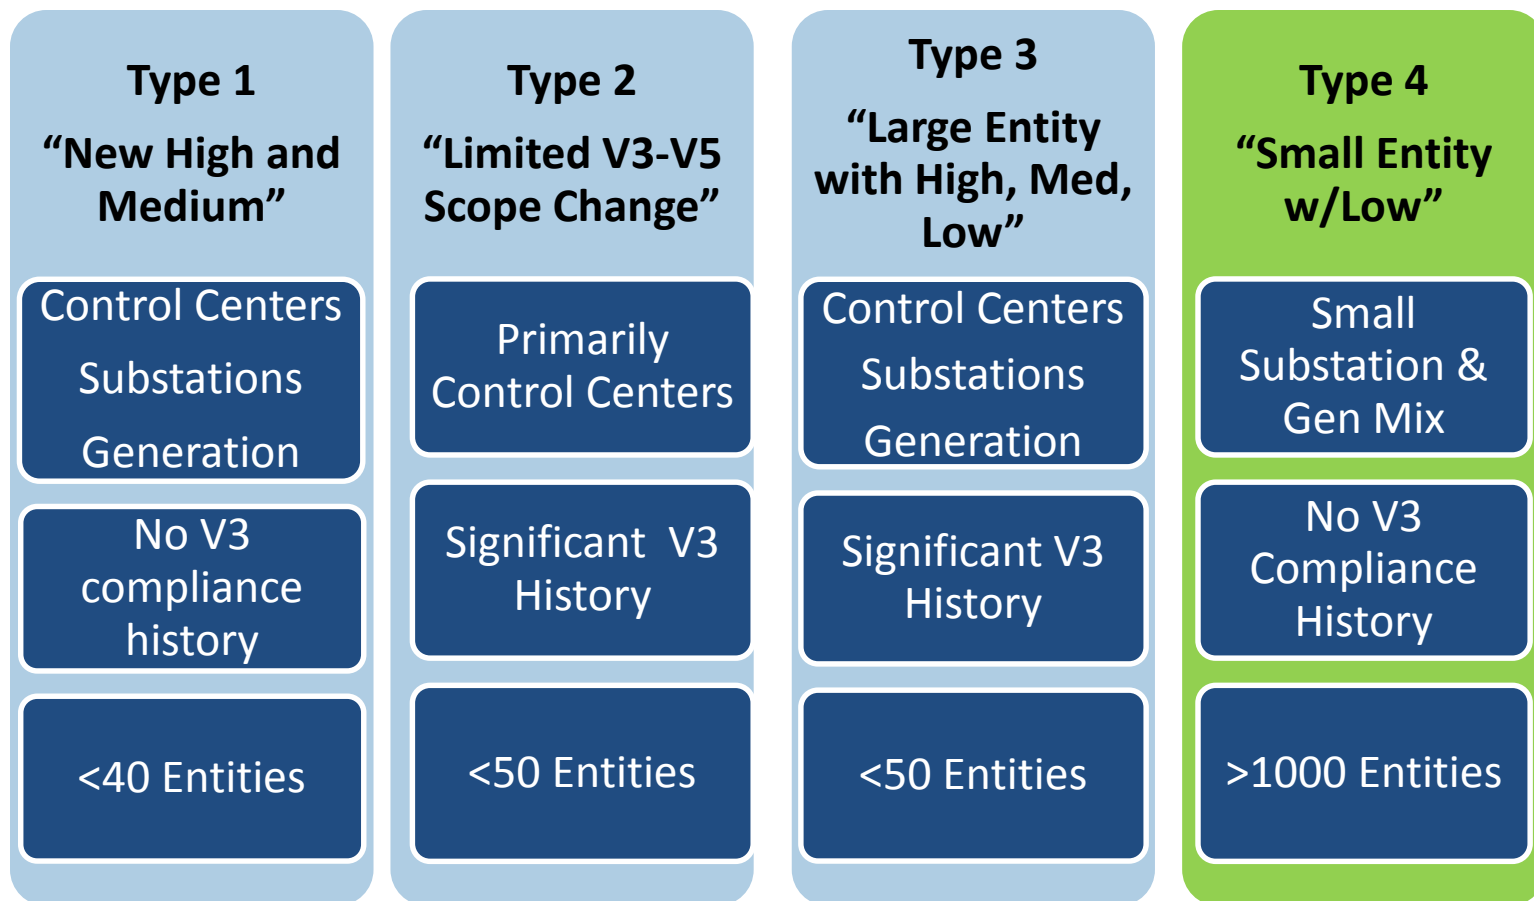 Type 1
“New High and
Medium”
Control Centers
Substations
Generation
No V3
compliance
history
<40 Entities
Type 2
“Limited V3-V5
Scope Change”
Primarily
Control Centers
Significant  V3
History
<50 Entities
Type 3
“Large Entity
with High, Med,
Low”
Control Centers
Substations
Generation
Significant V3
History
<50 Entities
Type 4
“Small Entity
w/Low”
Small
Substation &
Gen Mix
No V3
Compliance
History
>1000 Entities